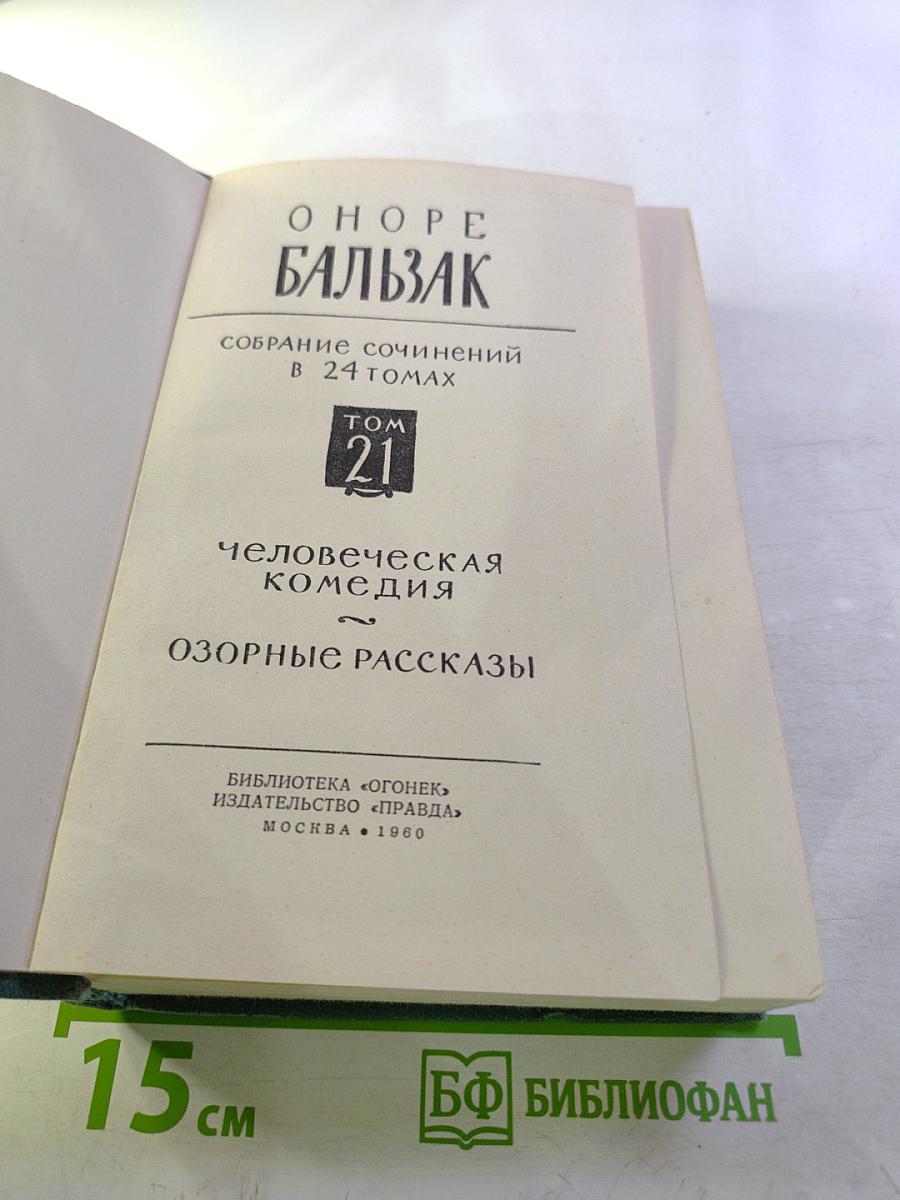 ОНОРЕ
БАЛЬЗАК
СОБРАНИЕ СОЧИНЕНИЙ
В 24 ТОМАХ
ТОМ
21
ЧЕЛОВЕЧЕСКАЯ
КОМЕДИЯ
~
ОЗОРНЫЕ РАССКАЗЫ
БИБЛИОТЕКА «ОГОНЕК»
ИЗДАТЕЛЬСТВО «ПРАВДА»
МОСКВА • 1960
15 см
БФ БИБЛИОФАН